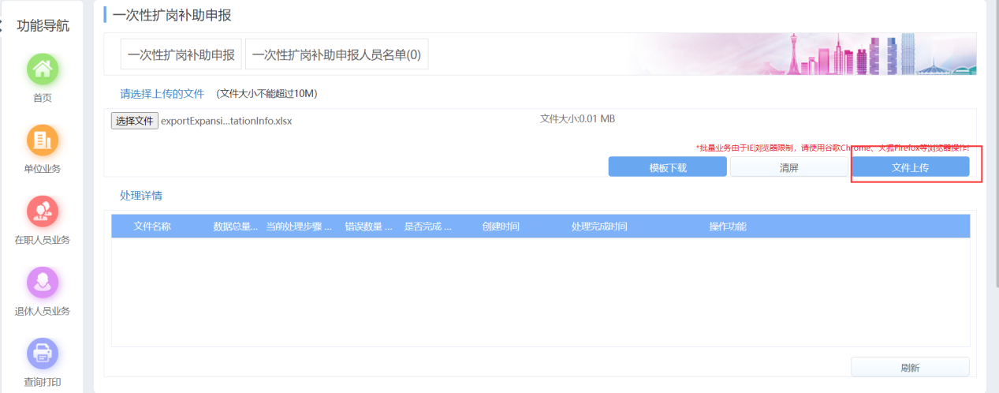 功能导航
首页
单位业务
在职人员业务
退休人员业务
查询打印
一次性扩岗补助申报
一次性扩岗补助申报 一次性扩岗补助申报人员名单(0)
请选择上传的文件 (文件大小不能超过10M)
选择文件 exportExpansi...tationInfo.xlsx 文件大小:0.01 MB
*批量业务由于IE浏览器限制，请使用谷歌Chrome、火狐Firefox等浏览器操作!
模板下载 清屏 文件上传
处理详情
文件名称 数据总量... 当前处理步骤 ... 错误数量 ... 是否完成 ... 创建时间 处理完成时间 操作功能
刷新